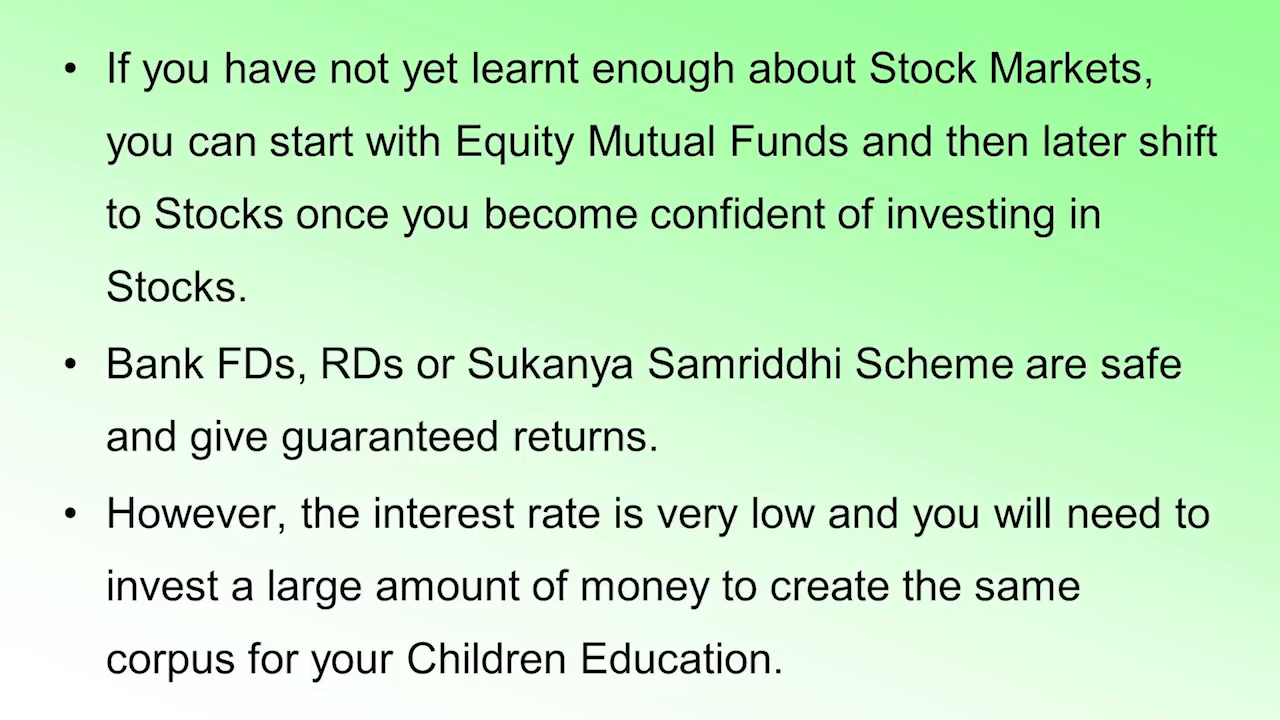 • If you have not yet learnt enough about Stock Markets,
you can start with Equity Mutual Funds and then later shift
to Stocks once you become confident of investing in
Stocks.
• Bank FDs, RDs or Sukanya Samriddhi Scheme are safe
and give guaranteed returns.
• However, the interest rate is very low and you will need to
invest a large amount of money to create the same
corpus for your Children Education.